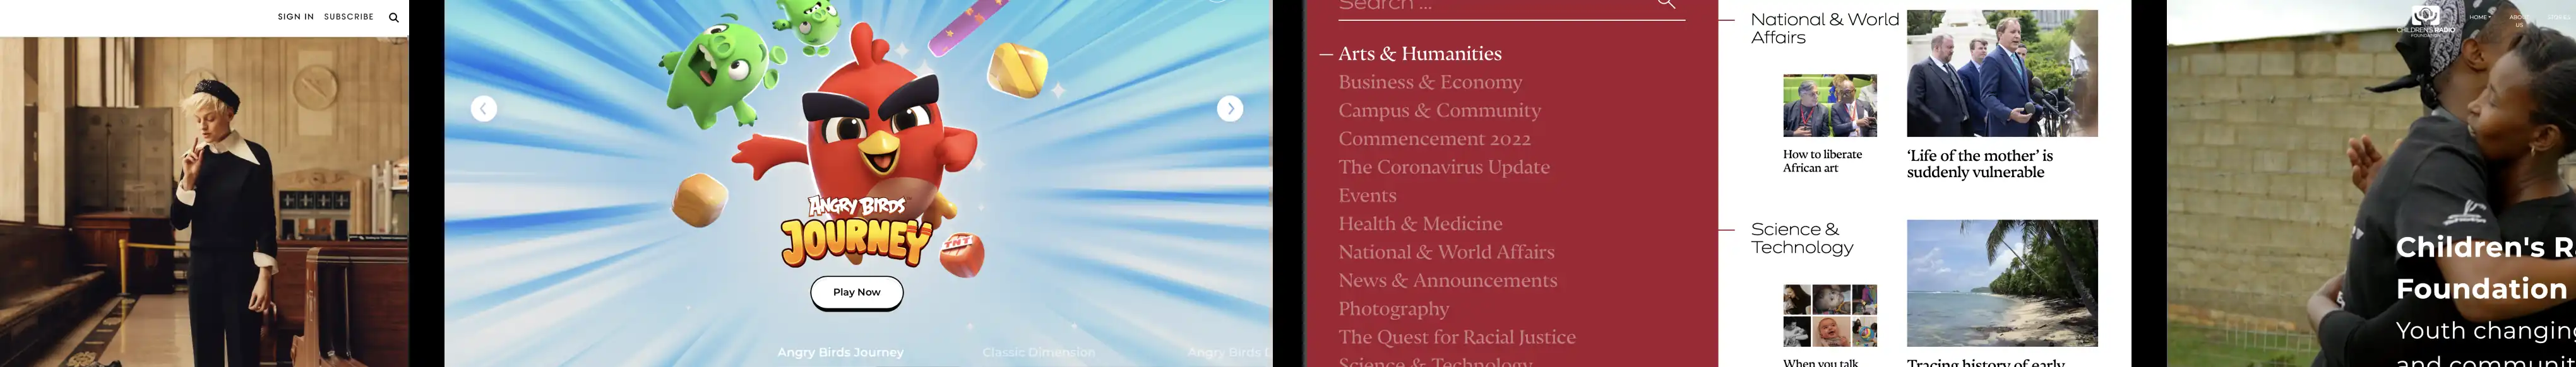 SIGN IN
SUBSCRIBE
ANGRY BIRDS
JOURNEY
TNT
Play Now
Angry Birds Journey
Classic Dimension
Angry Birds
Search ...
Arts & Humanities
Business & Economy
Campus & Community
Commencement 2022
The Coronavirus Update
Events
Health & Medicine
National & World Affairs
News & Announcements
Photography
The Quest for Racial Justice
Science & Technology
National & World
Affairs
How to liberate
African art
‘Life of the mother’ is
suddenly vulnerable
Science &
Technology
When you talk
Tracing history of early
CHILDREN'S RADIO
FOUNDATION
HOME
ABOUT
US
Children's R
Foundation
Youth changing
and communit